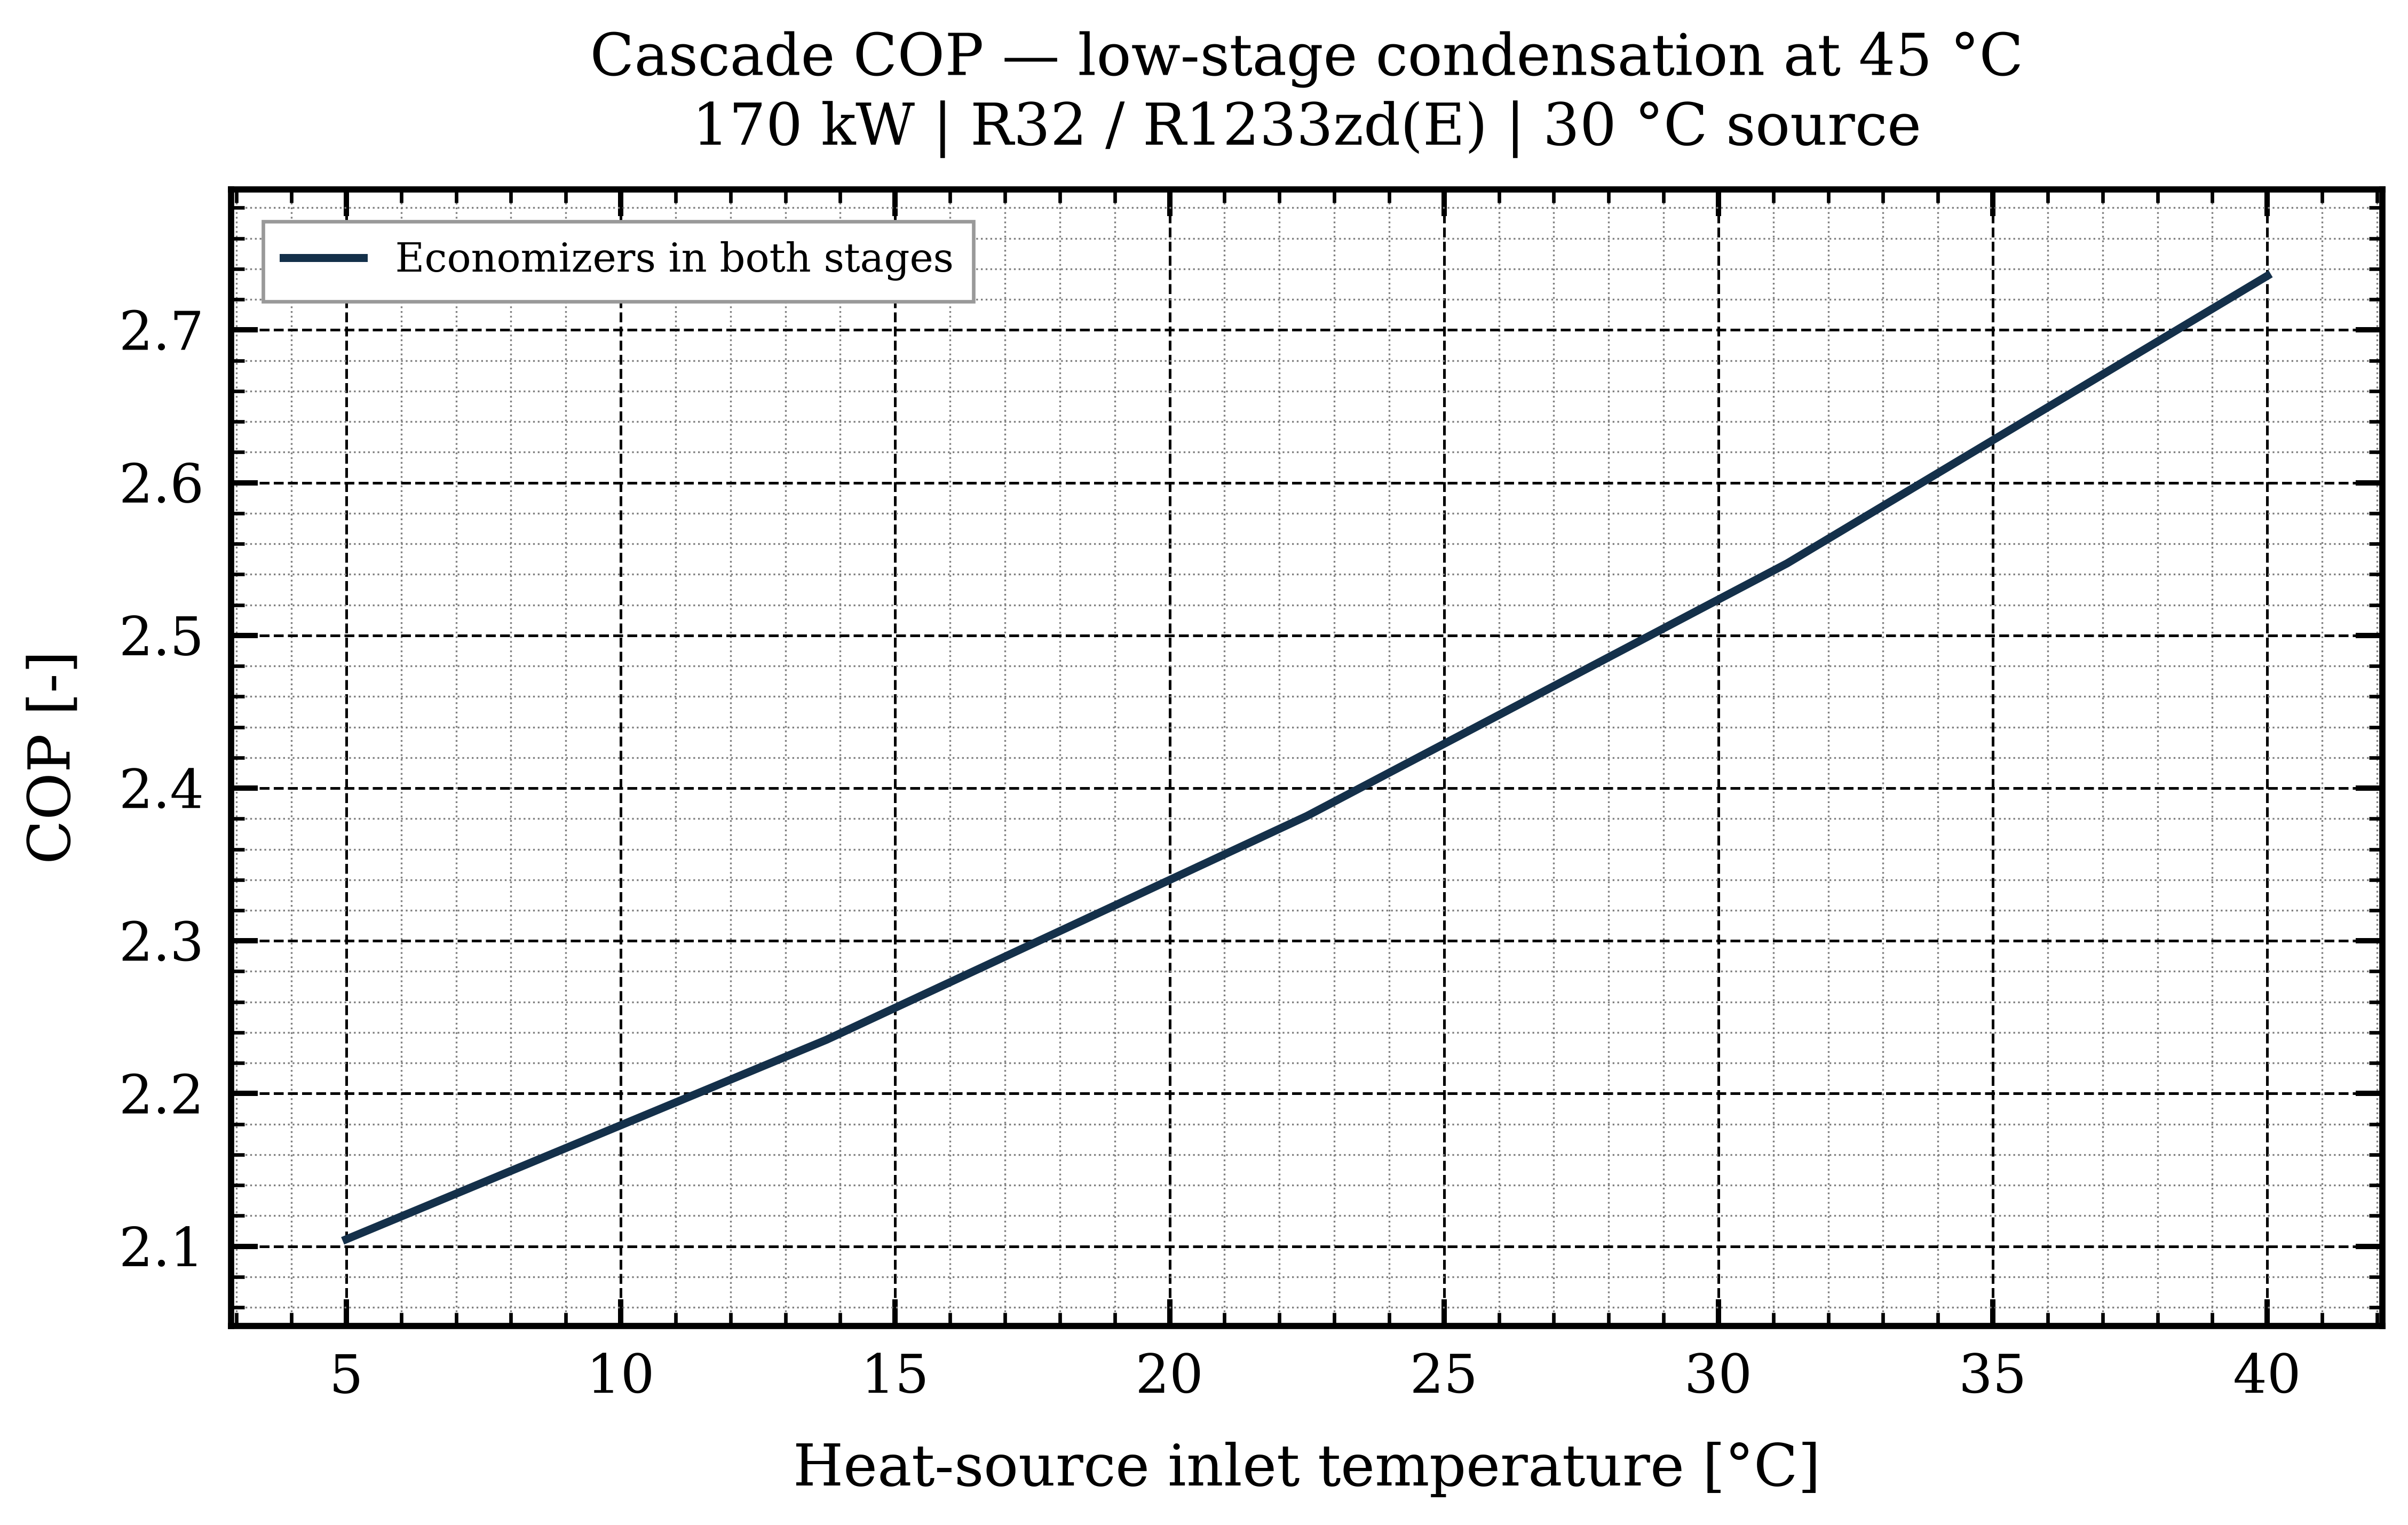 Cascade COP — low-stage condensation at 45 °C
170 kW | R32 / R1233zd(E) | 30 °C source
Economizers in both stages
2.7
2.6
2.5
2.4
2.3
2.2
2.1
COP [-]
5 10 15 20 25 30 35 40
Heat-source inlet temperature [°C]